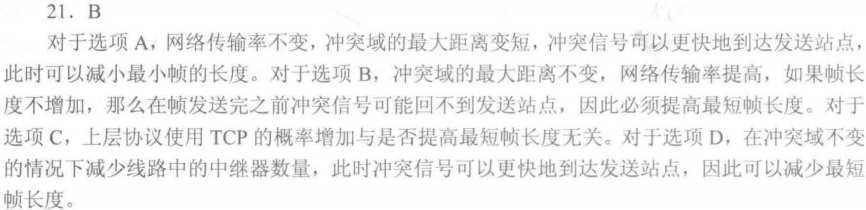 21．B
对于选项 A，网络传输率不变，冲突域的最大距离变短，冲突信号可以更快地到达发送站点，
此时可以减小最小帧的长度。对于选项 B，冲突域的最大距离不变，网络传输率提高，如果帧长
度不增加，那么在帧发送完之前冲突信号可能回不到发送站点，因此必须提高最短帧长度。对于
选项 C，上层协议使用 TCP 的概率增加与是否提高最短帧长度无关。对于选项 D，在冲突域不变
的情况下减少线路中的中继器数量，此时冲突信号可以更快地到达发送站点，因此可以减少最短
帧长度。